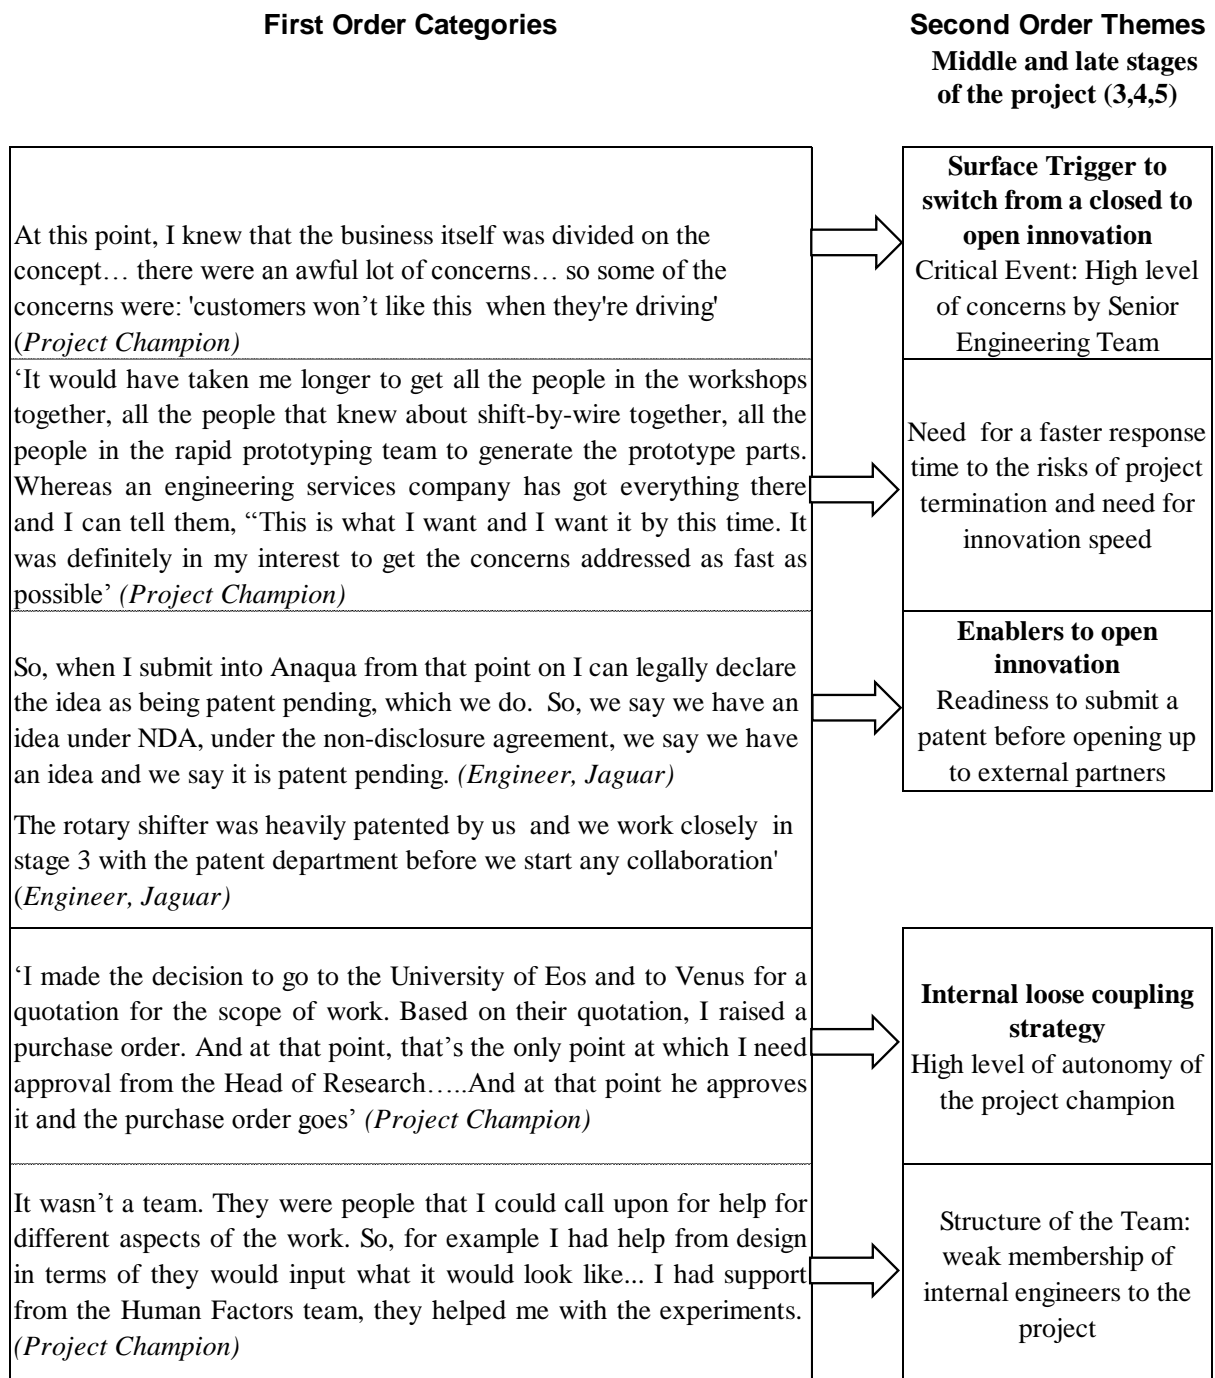 First Order Categories
Second Order Themes
Middle and late stages
of the project (3,4,5)
At this point, I knew that the business itself was divided on the
concept… there were an awful lot of concerns… so some of the
concerns were: 'customers won’t like this when they're driving'
(Project Champion)
Surface Trigger to
switch from a closed to
open innovation
Critical Event: High level
of concerns by Senior
Engineering Team
‘It would have taken me longer to get all the people in the workshops
together, all the people that knew about shift-by-wire together, all the
people in the rapid prototyping team to generate the prototype parts.
Whereas an engineering services company has got everything there
and I can tell them, “This is what I want and I want it by this time. It
was definitely in my interest to get the concerns addressed as fast as
possible’ (Project Champion)
Need for a faster response
time to the risks of project
termination and need for
innovation speed
So, when I submit into Anaqua from that point on I can legally declare
the idea as being patent pending, which we do. So, we say we have an
idea under NDA, under the non-disclosure agreement, we say we have
an idea and we say it is patent pending. (Engineer, Jaguar)
The rotary shifter was heavily patented by us and we work closely in
stage 3 with the patent department before we start any collaboration'
(Engineer, Jaguar)
Enablers to open
innovation
Readiness to submit a
patent before opening up
to external partners
‘I made the decision to go to the University of Eos and to Venus for a
quotation for the scope of work. Based on their quotation, I raised a
purchase order. And at that point, that’s the only point at which I need
approval from the Head of Research…..And at that point he approves
it and the purchase order goes’ (Project Champion)
Internal loose coupling
strategy
High level of autonomy of
the project champion
It wasn’t a team. They were people that I could call upon for help for
different aspects of the work. So, for example I had help from design
in terms of they would input what it would look like... I had support
from the Human Factors team, they helped me with the experiments.
(Project Champion)
Structure of the Team:
weak membership of
internal engineers to the
project